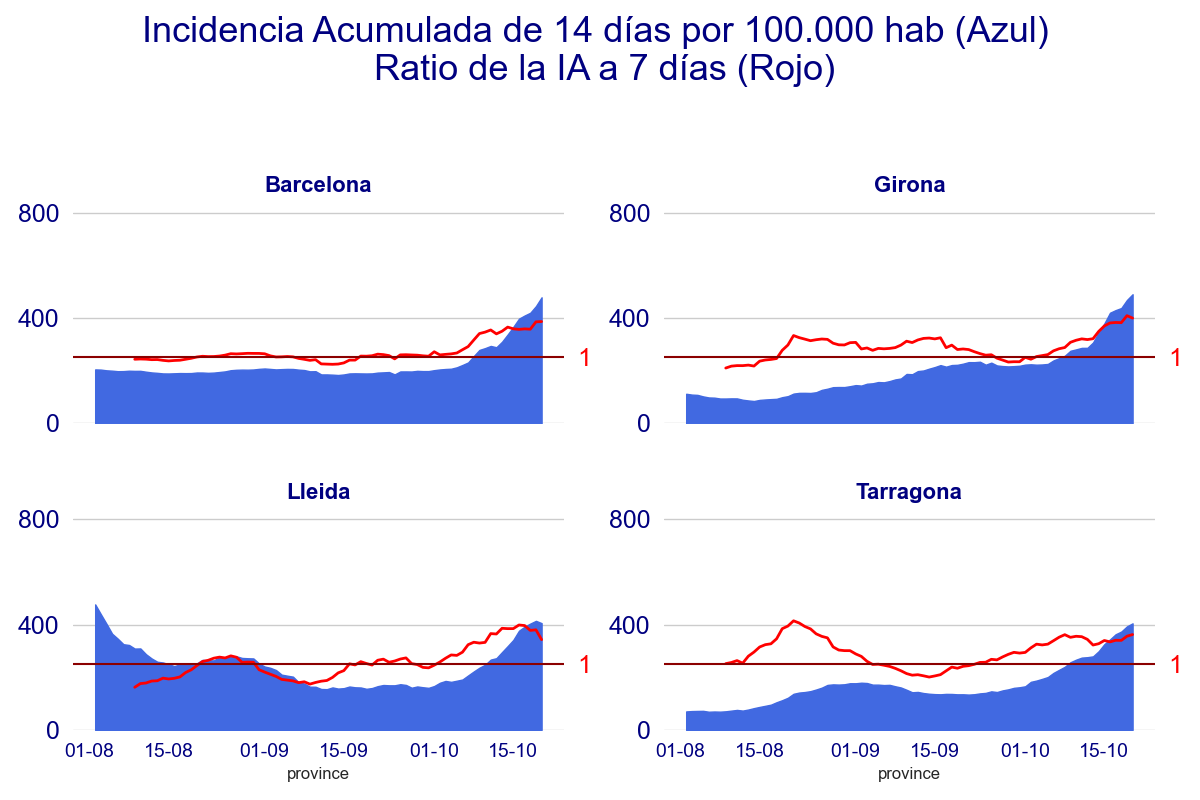 Incidencia Acumulada de 14 días por 100.000 hab (Azul)
Ratio de la IA a 7 días (Rojo)
Barcelona
800
400
0
1
Girona
800
400
0
1
Lleida
800
400
0
1
01-08 15-08 01-09 15-09 01-10 15-10
province
Tarragona
800
400
0
1
01-08 15-08 01-09 15-09 01-10 15-10
province